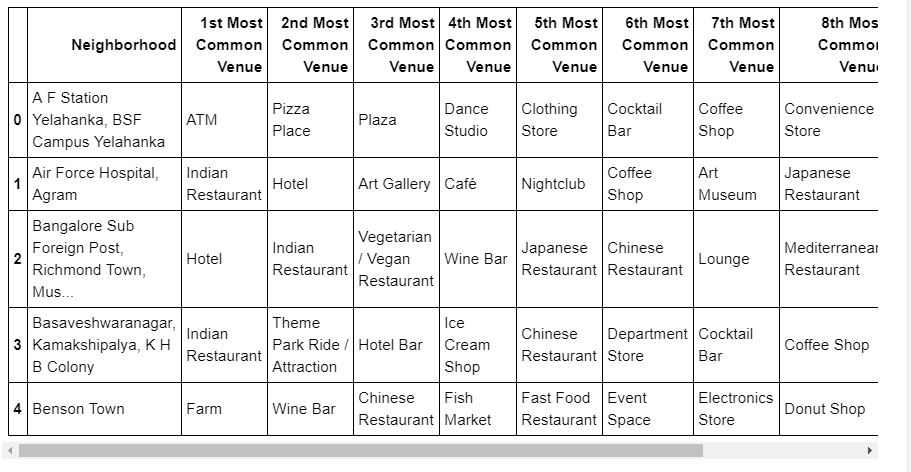 Neighborhood
1st Most
Common
Venue
2nd Most
Common
Venue
3rd Most
Common
Venue
4th Most
Common
Venue
5th Most
Common
Venue
6th Most
Common
Venue
7th Most
Common
Venue
8th Mos
Commo
Venu
0
A F Station
Yelahanka, BSF
Campus Yelahanka
ATM
Pizza
Place
Plaza
Dance
Studio
Clothing
Store
Cocktail
Bar
Coffee
Shop
Convenience
Store
1
Air Force Hospital,
Agram
Indian
Restaurant
Hotel
Art Gallery
Café
Nightclub
Coffee
Shop
Art
Museum
Japanese
Restaurant
2
Bangalore Sub
Foreign Post,
Richmond Town,
Mus...
Hotel
Indian
Restaurant
Vegetarian
/ Vegan
Restaurant
Wine Bar
Japanese
Restaurant
Chinese
Restaurant
Lounge
Mediterranea
Restaurant
3
Basaveshwaranagar,
Kamakshipalya, K H
B Colony
Indian
Restaurant
Theme
Park Ride /
Attraction
Hotel Bar
Ice
Cream
Shop
Chinese
Restaurant
Department
Store
Cocktail
Bar
Coffee Shop
4
Benson Town
Farm
Wine Bar
Chinese
Restaurant
Fish
Market
Fast Food
Restaurant
Event
Space
Electronics
Store
Donut Shop